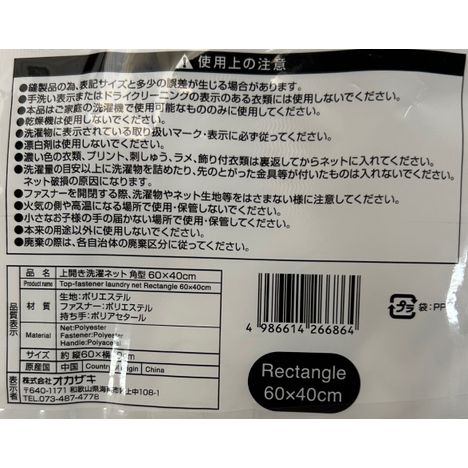 ⚠使用上の注意
●縫製品の為、表記サイズと多少の誤差が生じる場合があります。
●手洗い表示またはドライクリーニングの表示のある衣類には使用しないでください。
●本品はご家庭の洗濯機で使用可能なもののみに使用してください。
●乾燥機は使用しないでください。
●洗濯物に表示されている取り扱いマーク・表示に必ず従ってください。
●漂白剤は使用しないでください。
●濃い色の衣類、プリント、刺しゅう、ラメ、飾り付衣類は裏返してからネットに入れてください。
●洗濯量の目安以上に洗濯物を詰めたり、先のとがった金具等が付いたものは入れないでください。
ネット破損の原因になります。
●ファスナーを開閉する際、洗濯物やネット生地等をはさまない様に注意してください。
●火気の側や高温になる場所で使用・保管しないでください。
●小さなお子様の手の届かない場所で使用・保管してください。
●本来の用途以外に使用しないでください。
●廃棄の際は、各自治体の廃棄区分に従ってください。
品質表示
品名 上開き洗濯ネット 角型 60×40cm
Product name Top-fastener laundry net Rectangle 60×40cm
材質 生地:ポリエステル
ファスナー:ポリエステル
持ち手:ポリアセタール
Material Net:Polyester
Fastener:Polyester
Handle:Polyacetal
サイズ 約 縦60×横 0cm
原産国 中国 Country of origin China
表示者 株式会社オカザキ
〒640-1171 和歌山県海南市北上中108-1
TEL.073-487-4778
4 986614 266864
プラ 袋:PP
Rectangle
60×40cm